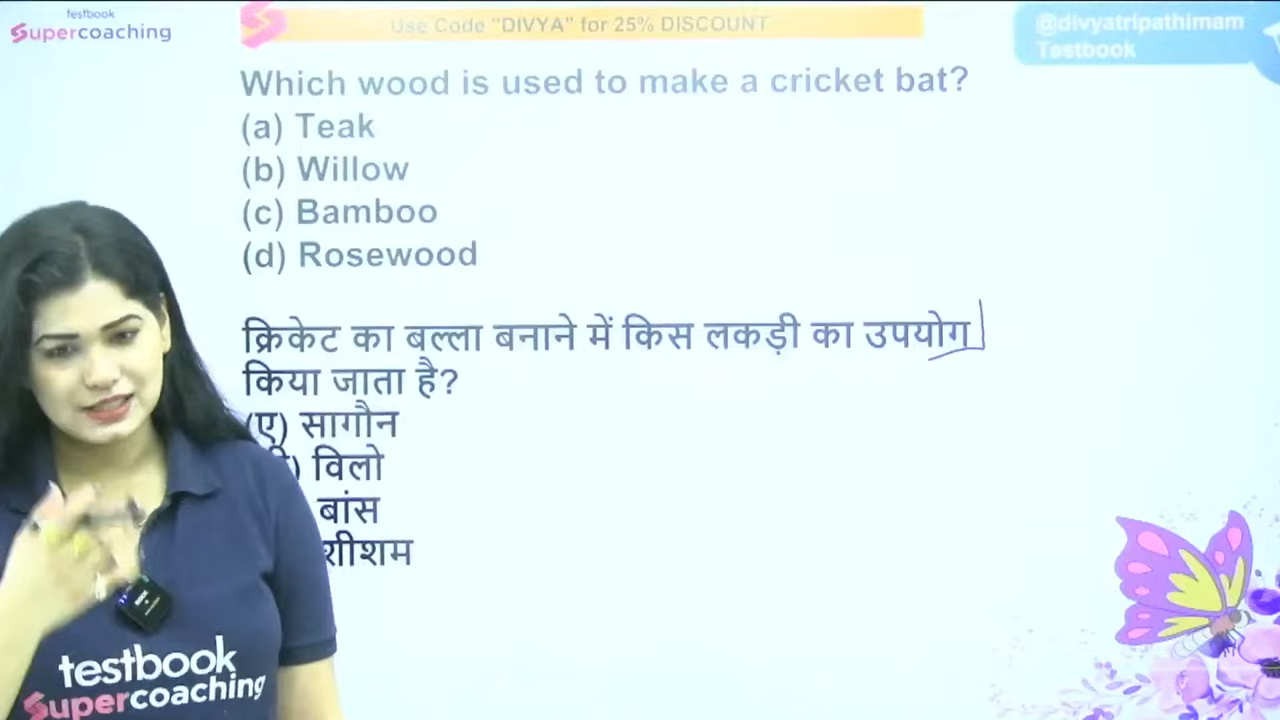 testbook
Supercoaching
Use Code "DIVYA" for 25% DISCOUNT
@divyatripathimam
Testbook
Which wood is used to make a cricket bat?
(a) Teak
(b) Willow
(c) Bamboo
(d) Rosewood
क्रिकेट का बल्ला बनाने में किस लकड़ी का उपयोग
किया जाता है?
(ए) सागौन
) विलो
बांस
शीशम
testbook
Supercoaching